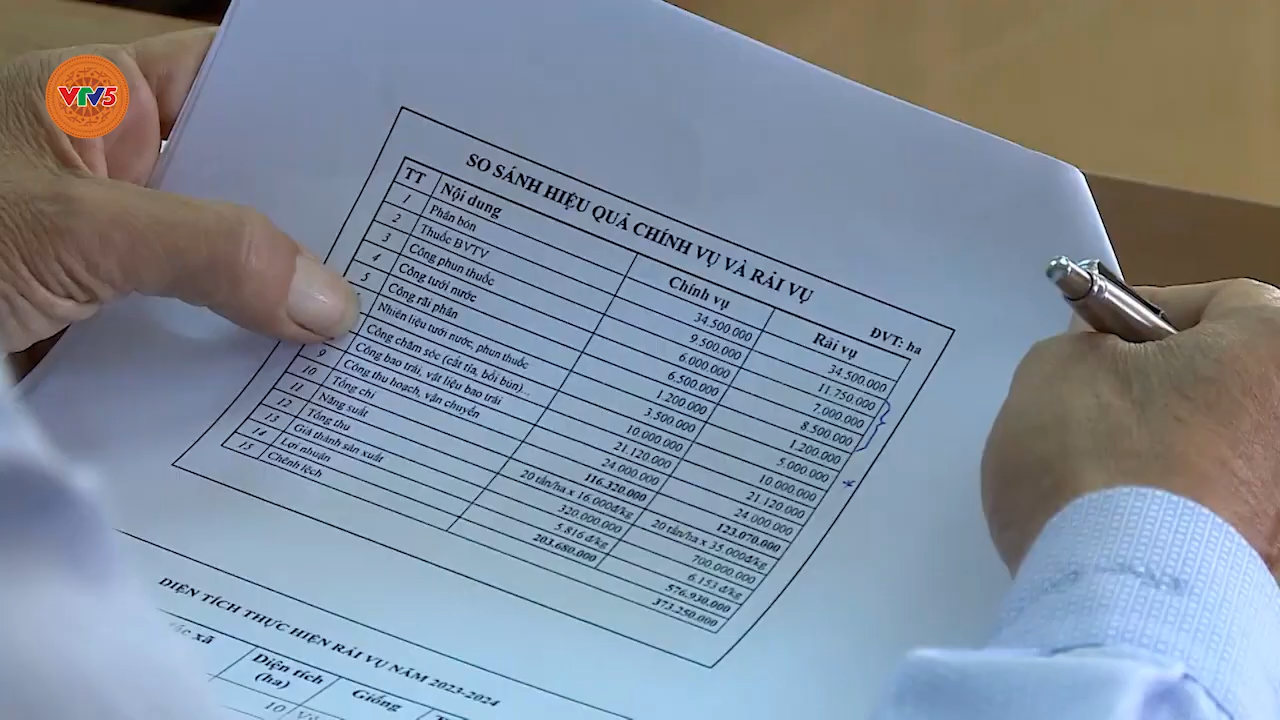 VTV5
SO SÁNH HIỆU QUẢ CHÍNH VỤ VÀ RẢI VỤ
ĐVT: ha
TT Nội dung Chính vụ Rải vụ
1 Phân bón 34.500.000 34.500.000
2 Thuốc BVTV 9.500.000 11.750.000
3 Công phun thuốc 6.000.000 7.000.000
4 Công tưới nước 6.500.000 8.500.000
5 Công rãi phân 1.200.000 1.200.000
Nhiên liệu tưới nước, phun thuốc 3.500.000 5.000.000
Công chăm sóc (cắt tỉa, bồi bùn)... 10.000.000 10.000.000
Công bao trái, vật liệu bao trái 21.120.000 21.120.000
9 Công thu hoạch, vận chuyển 24.000.000 24.000.000
10 Tổng chi 116.320.000 123.070.000
11 Năng suất 20 tấn/ha x 16.000đ/kg 20 tấn/ha x 35.000đ/kg
12 Tổng thu 320.000.000 700.000.000
13 Giá thành sản xuất 5.816 đ/kg 6.153 đ/kg
14 Lợi nhuận 203.680.000 576.930.000
15 Chênh lệch 373.250.000
DIỆN TÍCH THỰC HIỆN RẢI VỤ NĂM 2023-2024
xã Diện tích Giống
(ha)
10